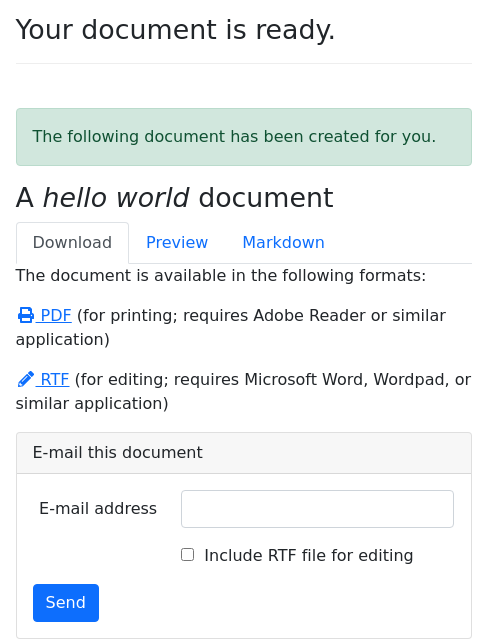 Your document is ready.
The following document has been created for you.
A hello world document
Download Preview Markdown
The document is available in the following formats:
PDF (for printing; requires Adobe Reader or similar
application)
RTF (for editing; requires Microsoft Word, Wordpad, or
similar application)
E-mail this document
E-mail address
Include RTF file for editing
Send